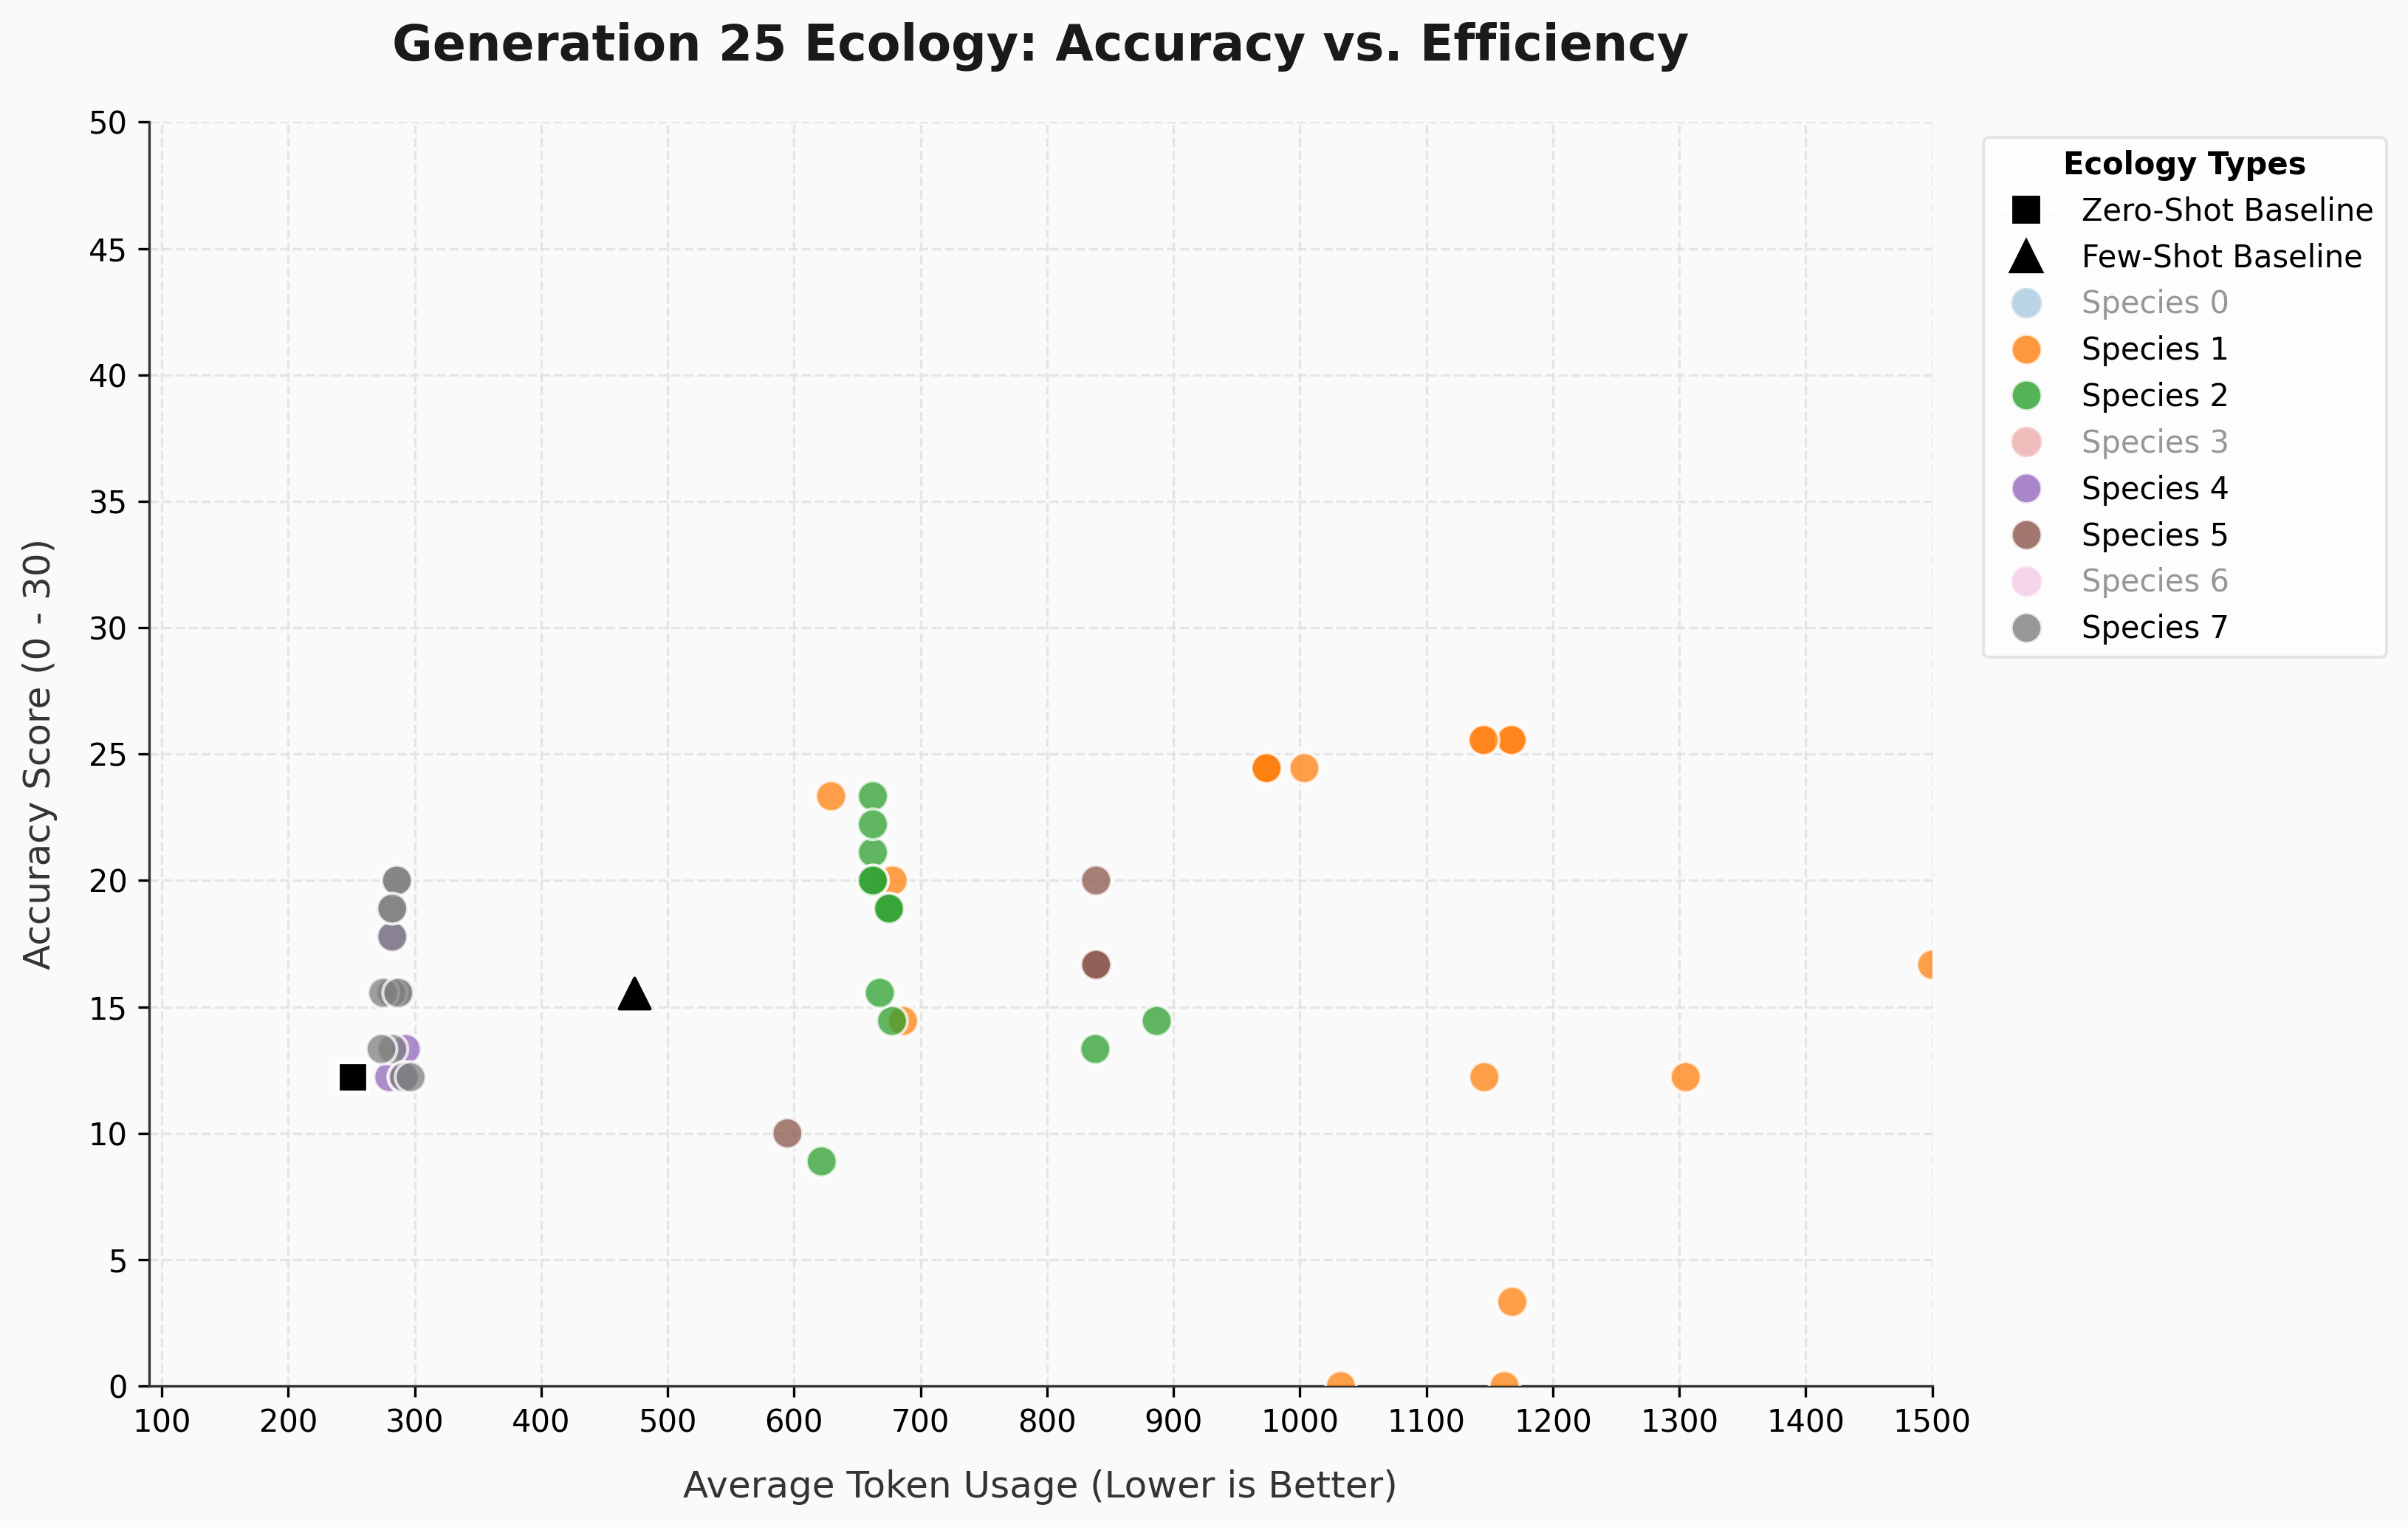 Generation 25 Ecology: Accuracy vs. Efficiency
50
45
40
35
30
25
20
15
10
5
0
Accuracy Score (0 - 30)
100 200 300 400 500 600 700 800 900 1000 1100 1200 1300 1400 1500
Average Token Usage (Lower is Better)
Ecology Types
Zero-Shot Baseline
Few-Shot Baseline
Species 0
Species 1
Species 2
Species 3
Species 4
Species 5
Species 6
Species 7